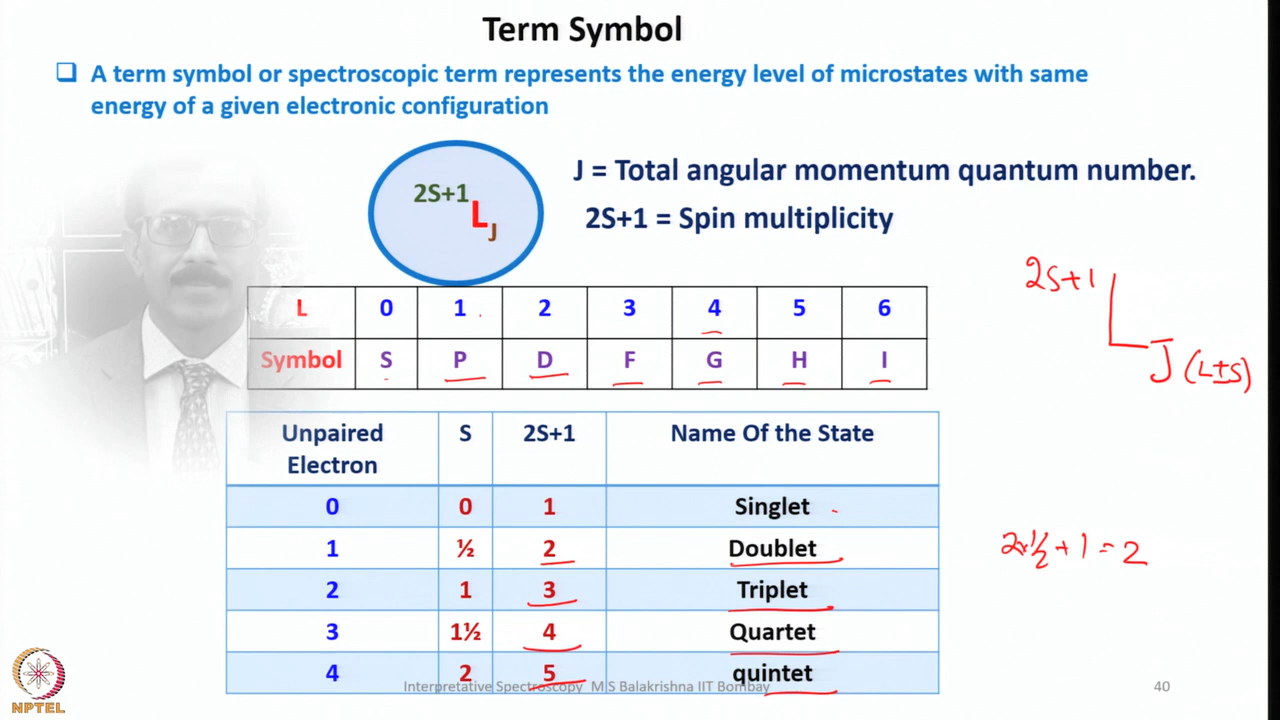 Term Symbol
❑ A term symbol or spectroscopic term represents the energy level of microstates with same
energy of a given electronic configuration
2S+1
L
J
J = Total angular momentum quantum number.
2S+1 = Spin multiplicity
2S+1
L
J (L±S)
L 0 1 2 3 4 5 6
Symbol S P D F G H I
Unpaired
Electron
S 2S+1 Name Of the State
0 0 1 Singlet
1 ½ 2 Doublet
2x½ + 1 = 2
2 1 3 Triplet
3 1½ 4 Quartet
4 2 5 quintet
Interpretative Spectroscopy M S Balakrishna IIT Bombay
40
NPTEL